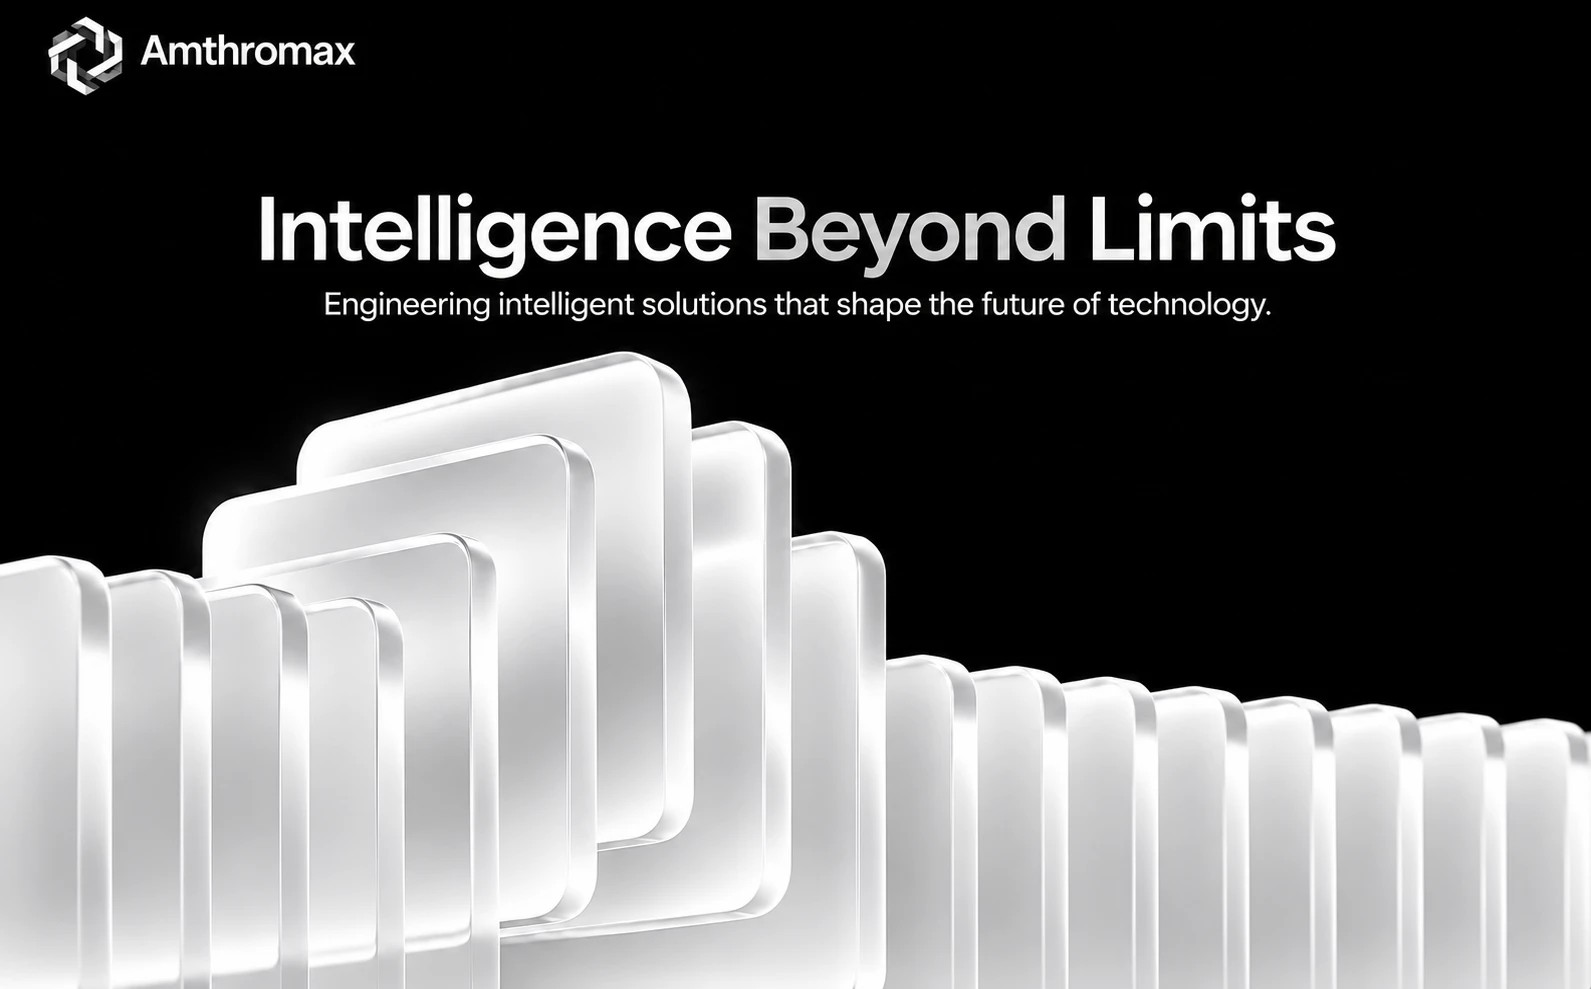 Amthromax
Intelligence Beyond Limits
Engineering intelligent solutions that shape the future of technology.